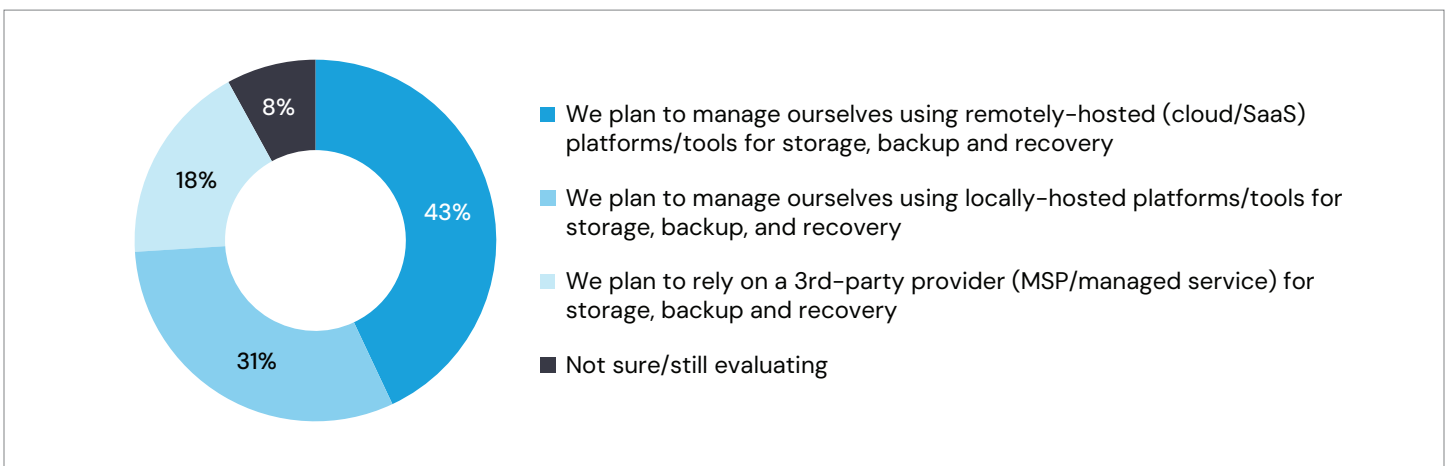 8%
18%
43%
31%
We plan to manage ourselves using remotely-hosted (cloud/SaaS)
platforms/tools for storage, backup and recovery
We plan to manage ourselves using locally-hosted platforms/tools for
storage, backup, and recovery
We plan to rely on a 3rd-party provider (MSP/managed service) for
storage, backup and recovery
Not sure/still evaluating